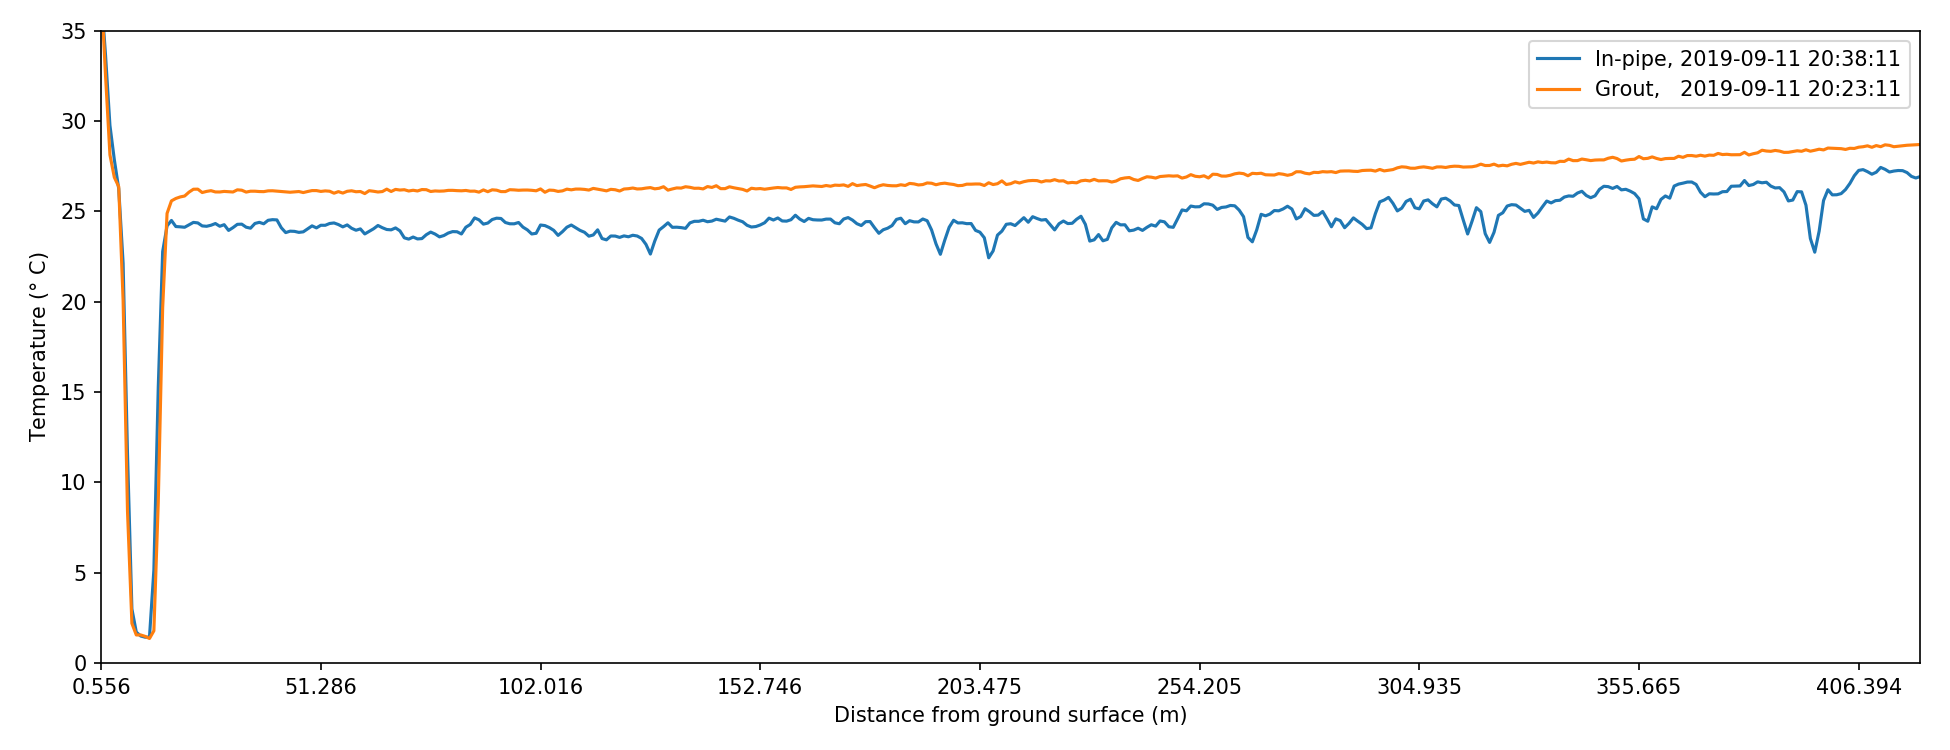 In-pipe, 2019-09-11 20:38:11
Grout, 2019-09-11 20:23:11
35
30
25
20
15
10
5
0
Temperature (° C)
0.556 51.286 102.016 152.746 203.475 254.205 304.935 355.665 406.394
Distance from ground surface (m)